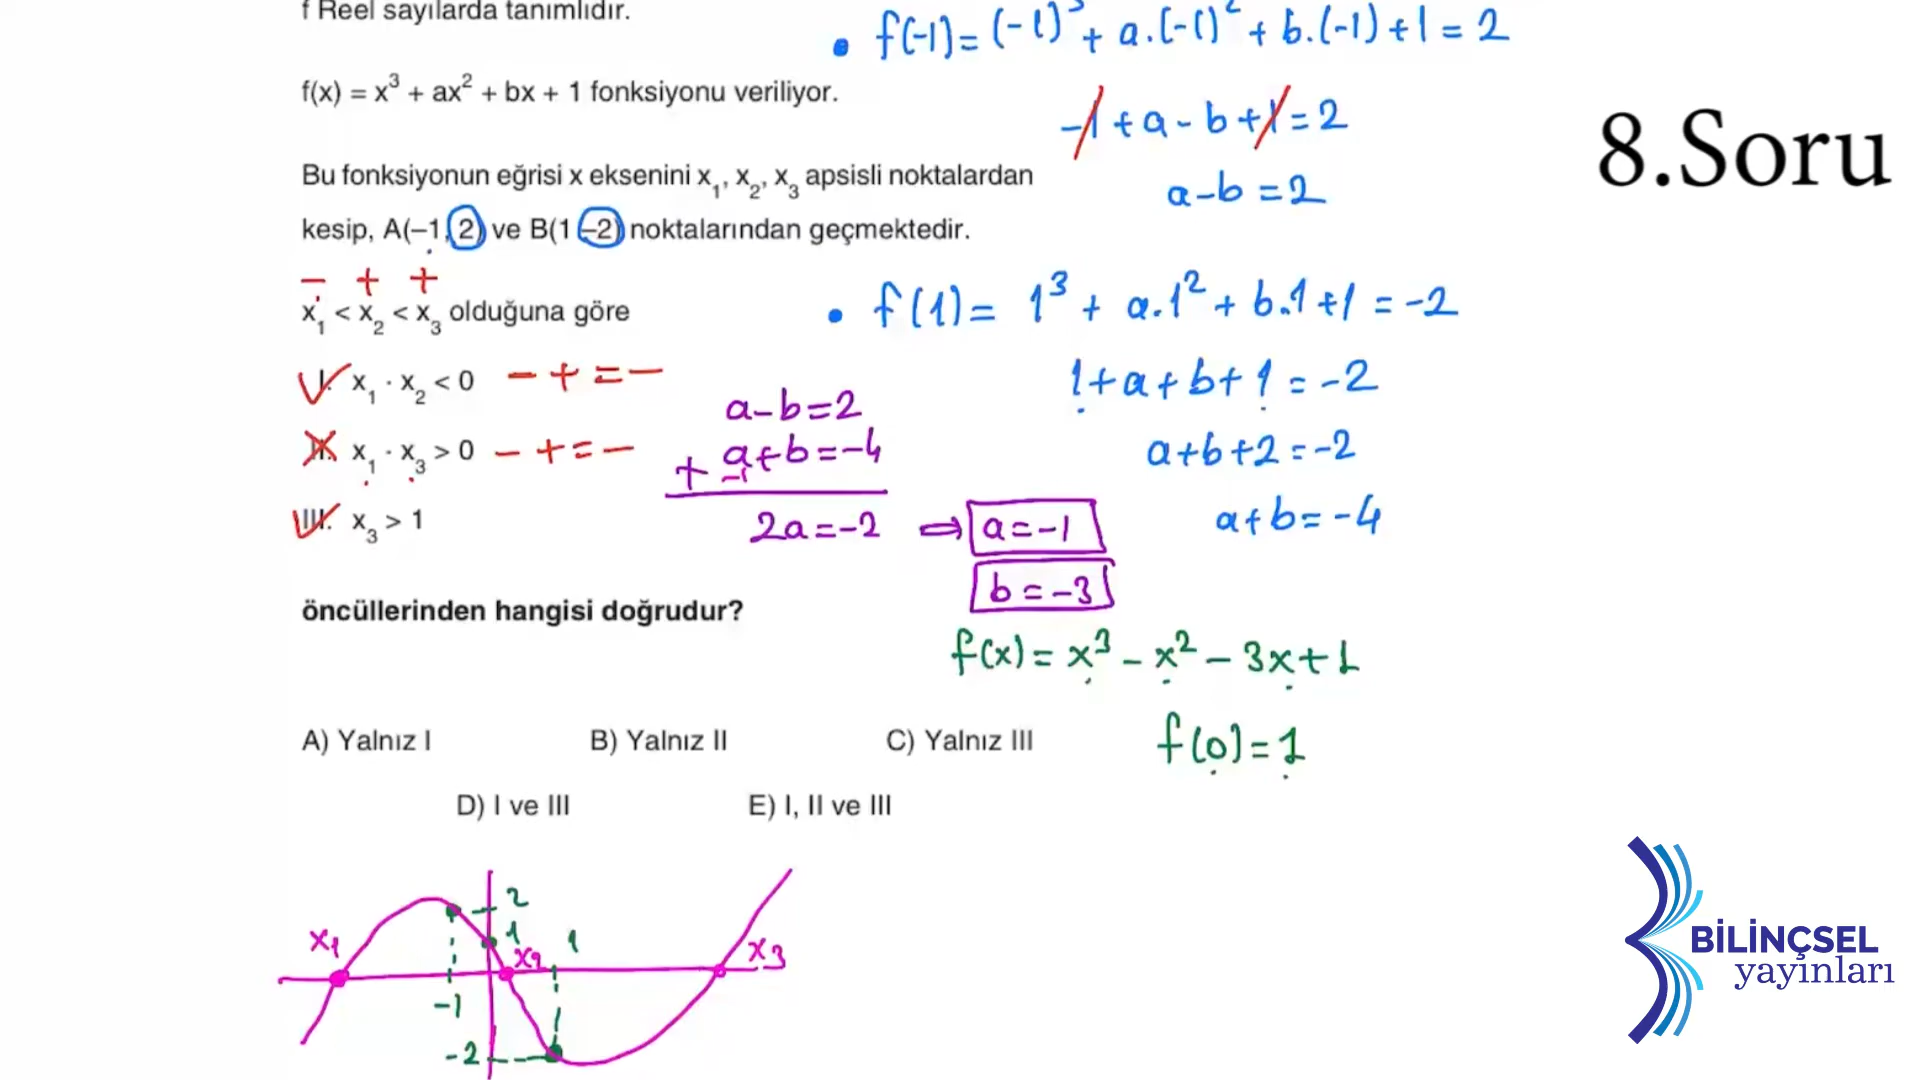 f Reel sayılarda tanımlıdır.
f(x) = x³ + ax² + bx + 1 fonksiyonu veriliyor.
Bu fonksiyonun eğrisi x eksenini x₁, x₂, x₃ apsisli noktalardan
kesip, A(–1, 2) ve B(1, –2) noktalarından geçmektedir.
− + +
x₁ < x₂ < x₃ olduğuna göre
I. x₁ · x₂ < 0 − + = −
II. x₁ · x₃ > 0 − + = −
III. x₃ > 1
öncüllerinden hangisi doğrudur?
A) Yalnız I B) Yalnız II C) Yalnız III
D) I ve III E) I, II ve III
• f(-1) = (-1)³ + a.(-1)² + b.(-1) + 1 = 2
-1 + a - b + 1 = 2
a - b = 2
• f(1) = 1³ + a.1² + b.1 + 1 = -2
1 + a + b + 1 = -2
a + b + 2 = -2
a + b = -4
a - b = 2
+ a + b = -4
-1
2a = -2 ⇒ a = -1
b = -3
f(x) = x³ - x² - 3x + 1
f(0) = 1
2
x₁ 1 x₂ 1 x₃
-1
-2
8.Soru
BİLİNÇSEL
yayınları